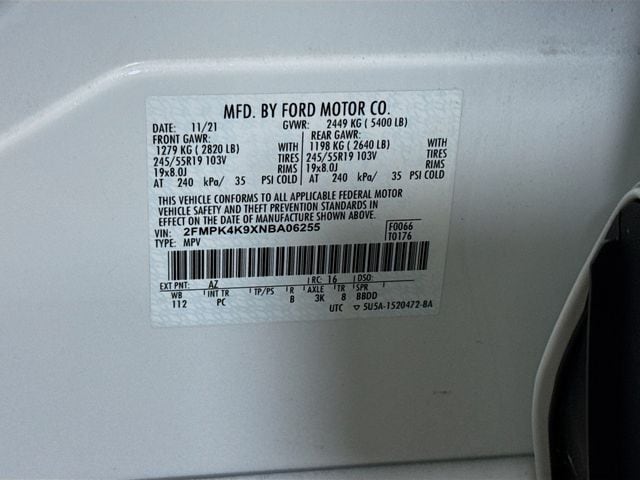 MFD. BY FORD MOTOR CO.
DATE: 11/21 GVWR: 2449 KG ( 5400 LB)
FRONT GAWR: REAR GAWR:
1279 KG ( 2820 LB) WITH 1198 KG ( 2640 LB) WITH
245/55R19 103V TIRES 245/55R19 103V TIRES
19x8.0J RIMS 19x8.0J RIMS
AT 240 kPa/ 35 PSI COLD AT 240 kPa/ 35 PSI COLD
THIS VEHICLE CONFORMS TO ALL APPLICABLE FEDERAL MOTOR
VEHICLE SAFETY AND THEFT PREVENTION STANDARDS IN
EFFECT ON THE DATE OF MANUFACTURE SHOWN ABOVE.
VIN: 2FMPK4K9XNBA06255 F0066
TYPE: MPV T0176
EXT PNT: AZ RC: 16 DSO:
WB INT TR TP/PS R AXLE TR SPR
112 PC B 3K 8 BBDD
UTC ▽ 5U5A-1520472-BA